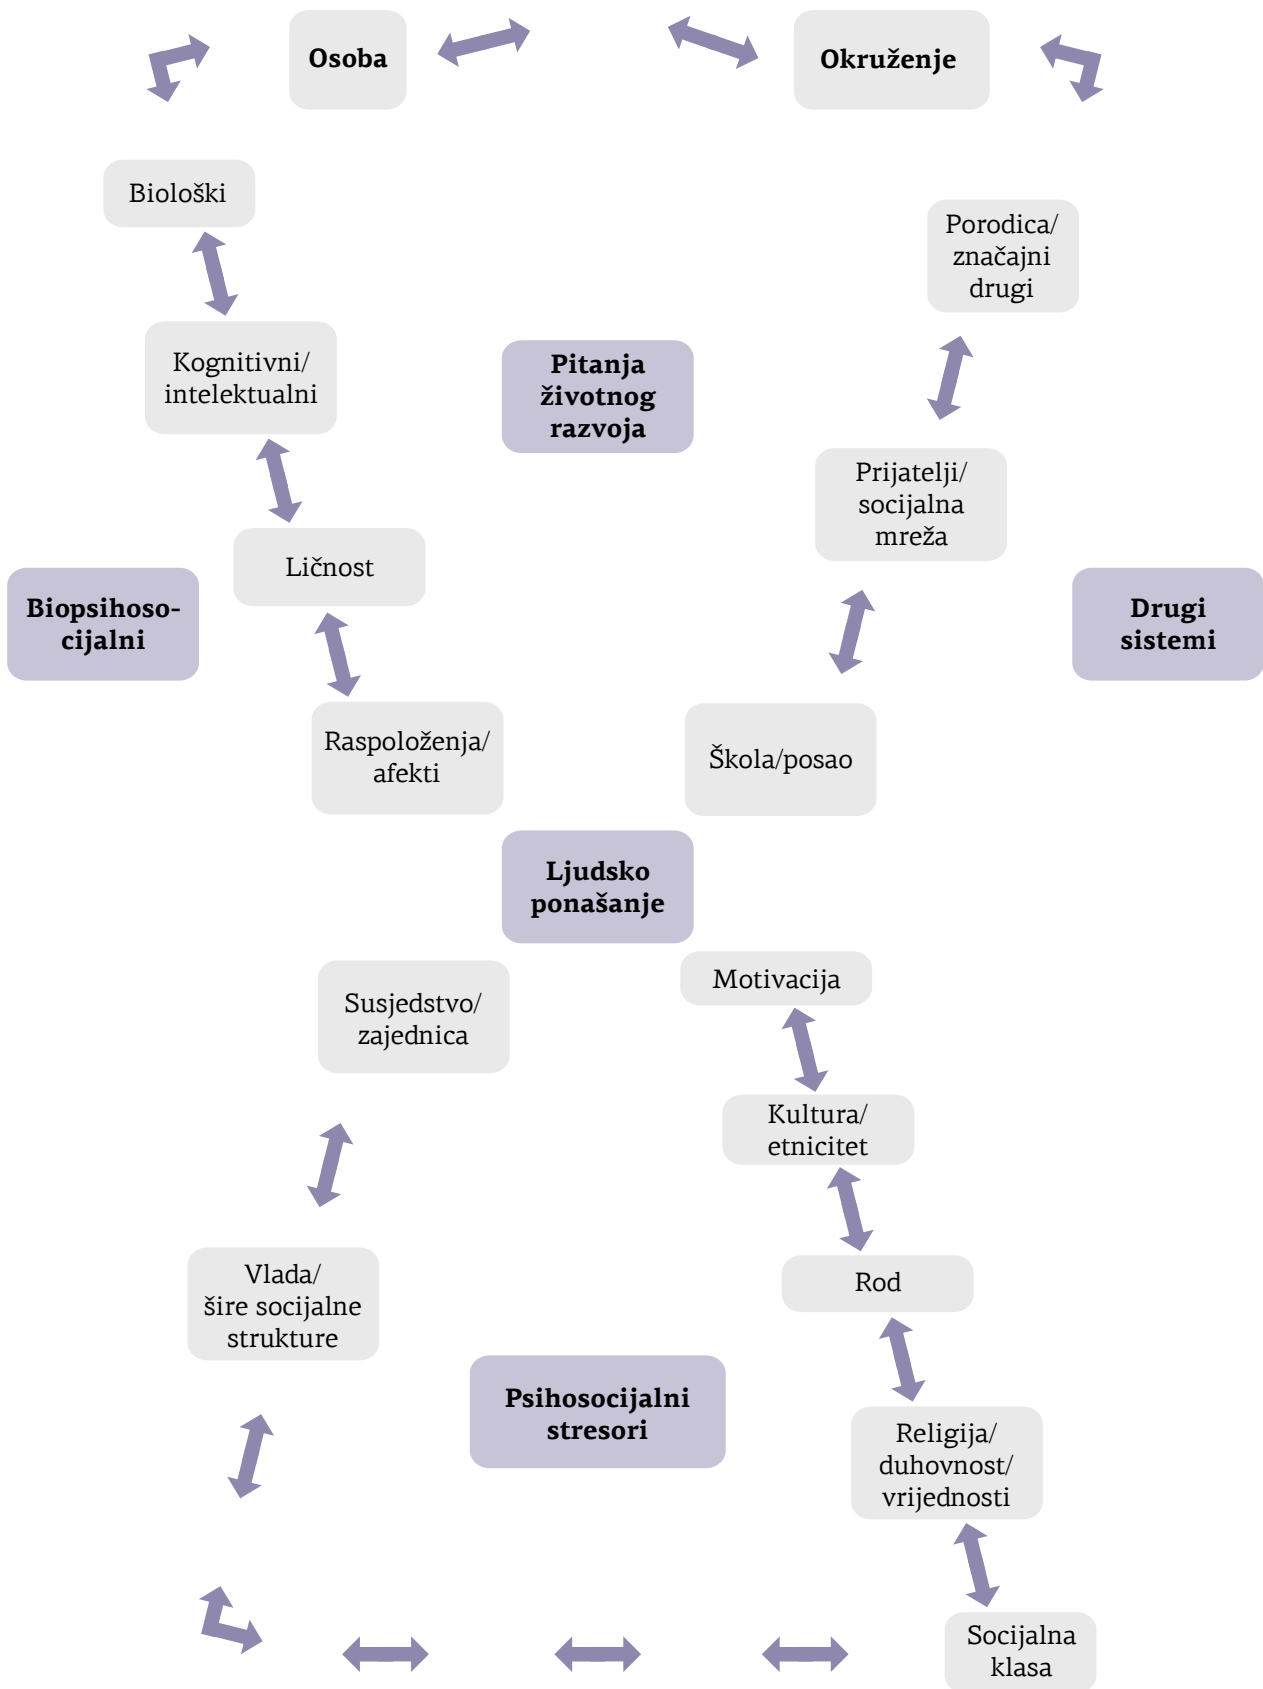 Osoba
Okruženje
Biološki
Porodica/
značajni
drugi
Kognitivni/
intelektualni
Pitanja
životnog
razvoja
Prijatelji/
socijalna
mreža
Ličnost
Biopsihoso-
cijalni
Drugi
sistemi
Raspoloženja/
afekti
Škola/posao
Ljudsko
ponašanje
Susjedstvo/
zajednica
Motivacija
Kultura/
etnicitet
Vlada/
šire socijalne
strukture
Rod
Psihosocijalni
stresori
Religija/
duhovnost/
vrijednosti
Socijalna
klasa